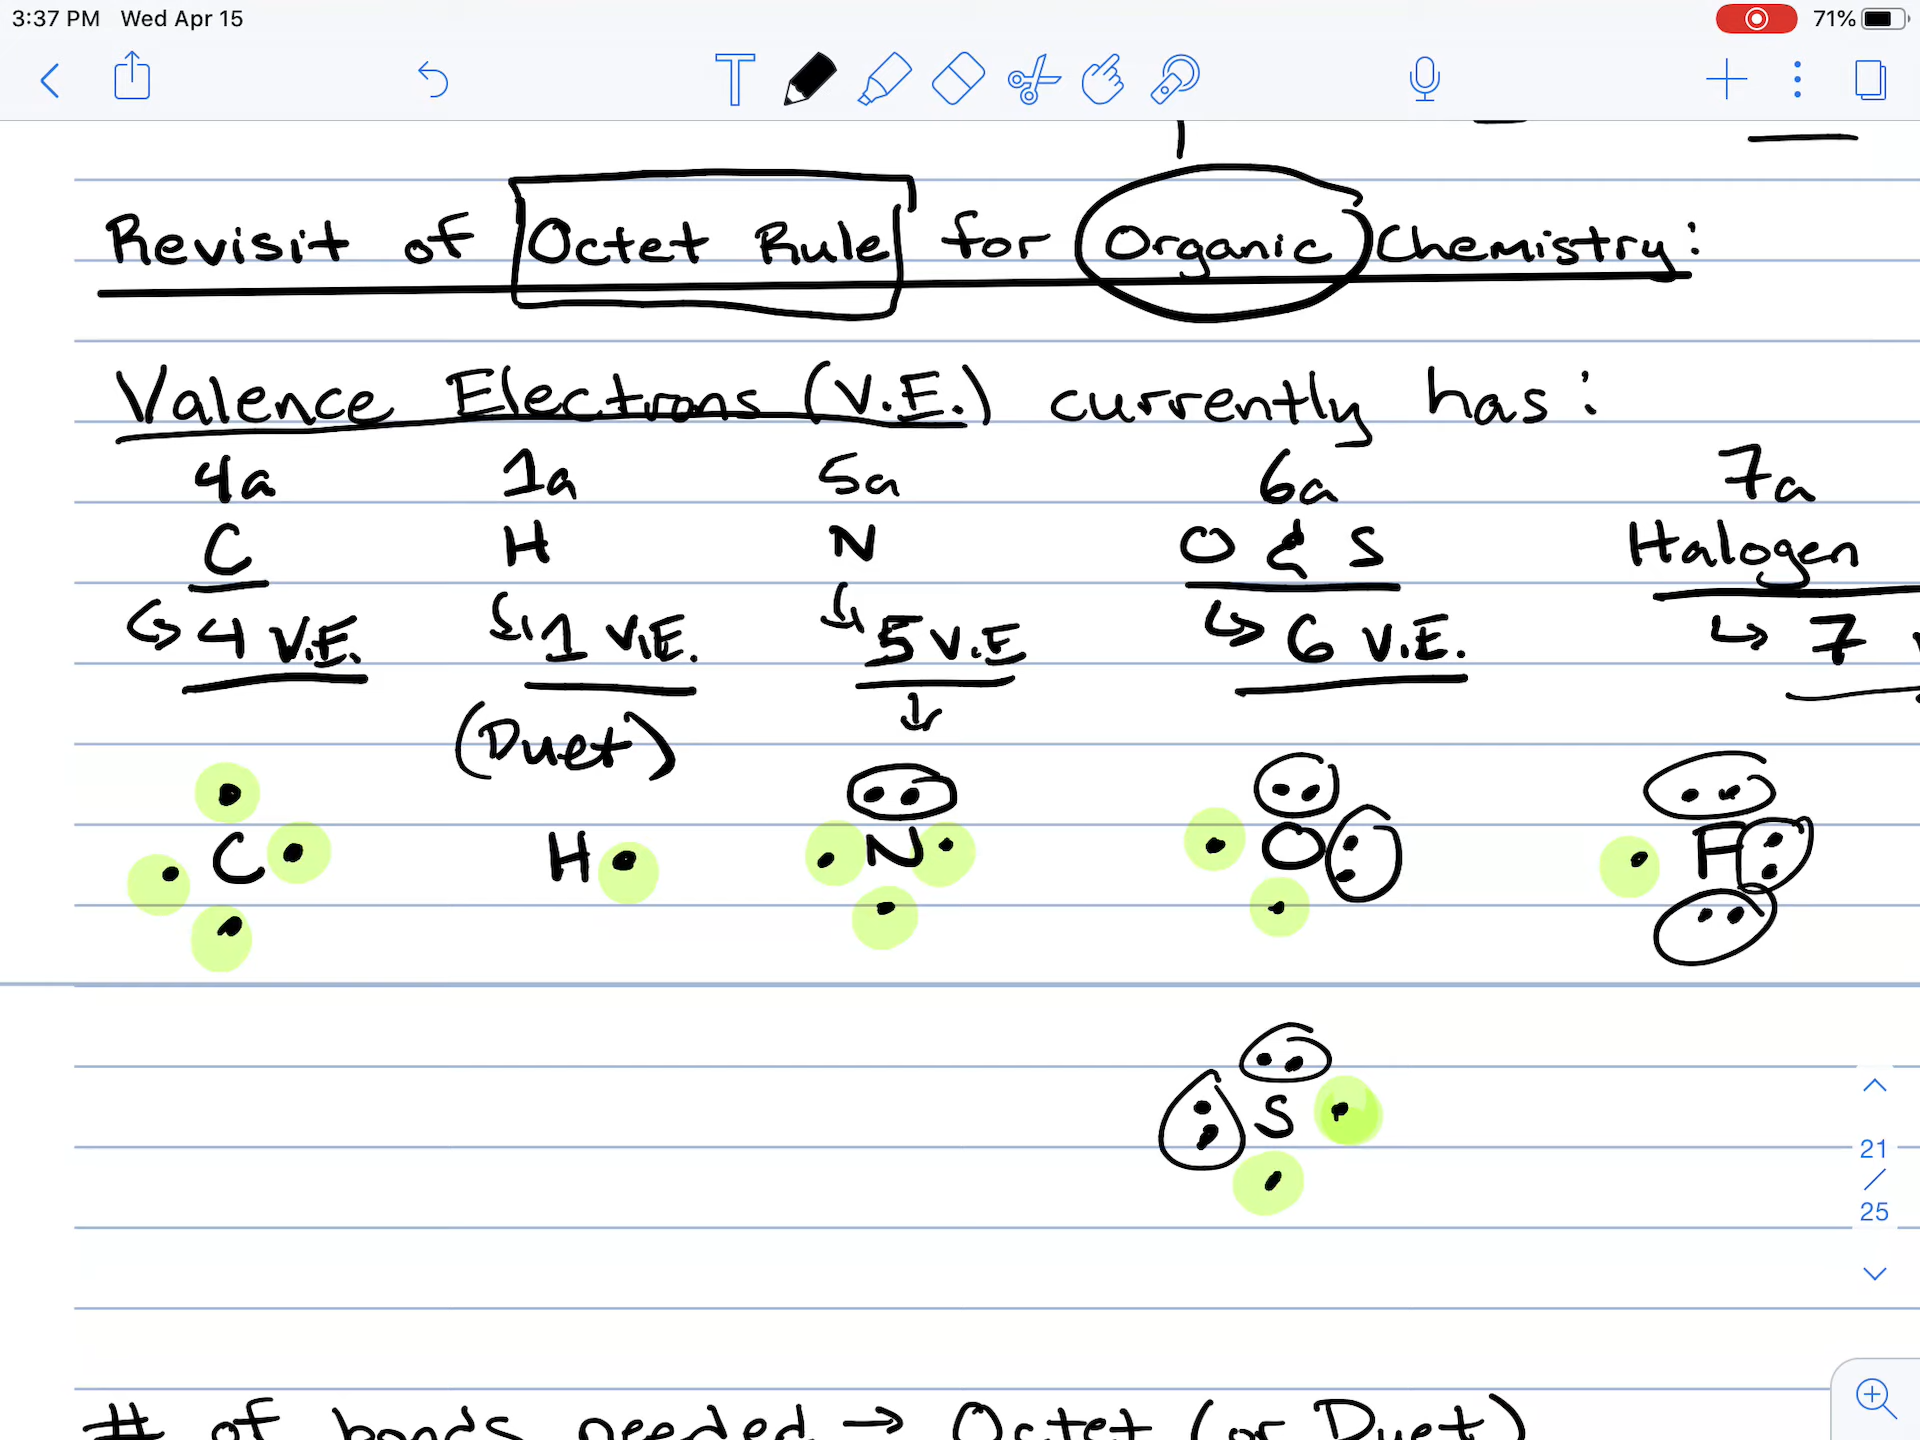 3:37 PM Wed Apr 15 71%
Revisit of Octet Rule for Organic Chemistry:
Valence Electrons (V.E.) currently has:
4a 1a 5a 6a 7a
C H N O & S Halogen
↳ 4 V.E. ↳ 1 V.E. ↳ 5 V.E ↳ 6 V.E. ↳ 7
(Duet)
C H N O F
S
21
/
25
# of bonds needed → Octet (or Duet)